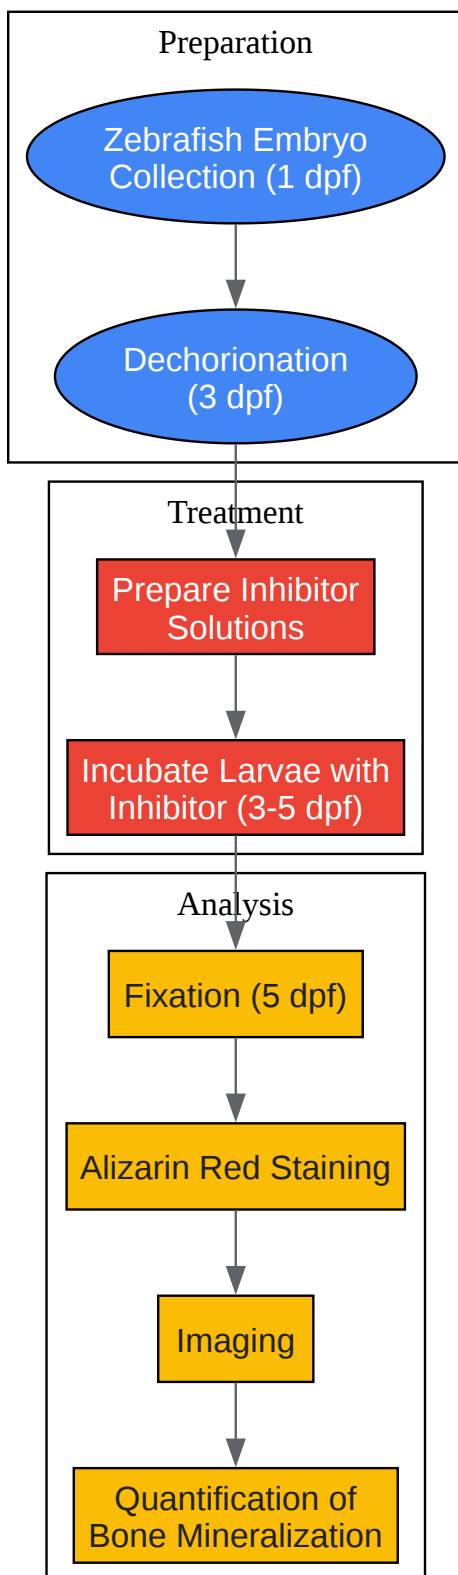 Preparation
Zebrafish Embryo
Collection (1 dpf)
Dechorionation
(3 dpf)
Treatment
Prepare Inhibitor
Solutions
Incubate Larvae with
Inhibitor (3-5 dpf)
Analysis
Fixation (5 dpf)
Alizarin Red Staining
Imaging
Quantification of
Bone Mineralization